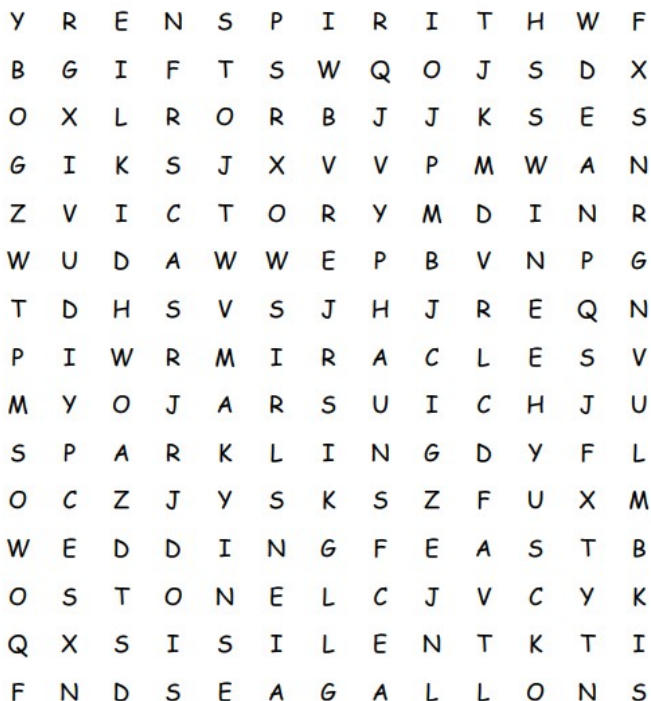 Y R E N S P I R I T H W F
B G I F T S W Q O J S D X
O X L R O R B J J K S E S
G I K S J X V V P M W A N
Z V I C T O R Y M D I N R
W U D A W W E P B V N P G
T D H S V S J H J R E Q N
P I W R M I R A C L E S V
M Y O J A R S U I C H J U
S P A R K L I N G D Y F L
O C Z J Y S K S Z F U X M
W E D D I N G F E A S T B
O S T O N E L C J V C Y K
Q X S I S I L E N T K T I
F N D S E A G A L L O N S